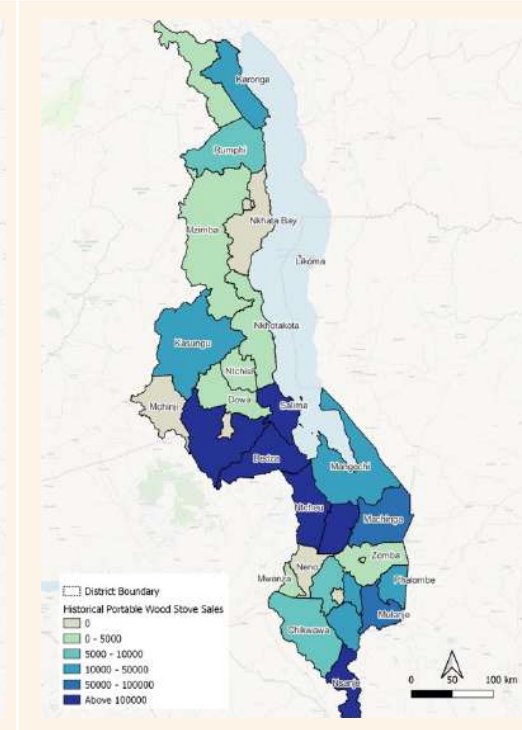 Karonga
Rumphi
Nkhata Bay
Mzimba
Likoma
Nkhotakota
Kasungu
Ntchisi
Dowa
Mchinji
Salima
Dedza
Mangochi
Ntcheu
Machinga
Neno
Zomba
Mwanza
Phalombe
Mulanje
Chikwawa
Nsanje
District Boundary
Historical Portable Wood Stove Sales
0
0 - 5000
5000 - 10000
10000 - 50000
50000 - 100000
Above 100000
0 50 100 km